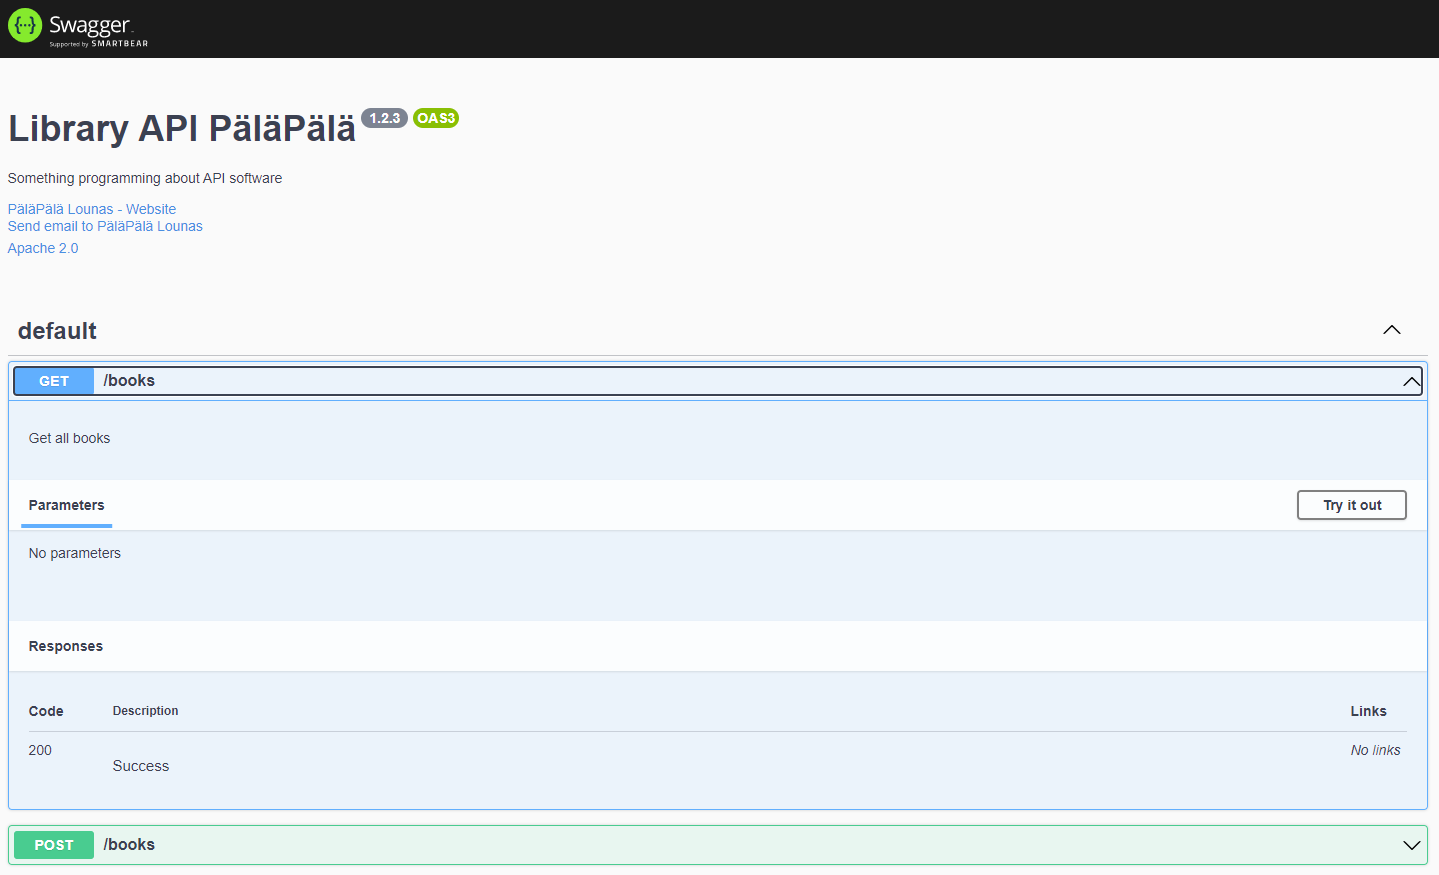 {···} Swagger
Supported by SMARTBEAR
Library API PäläPälä 1.2.3 OAS3
Something programming about API software
PäläPälä Lounas - Website
Send email to PäläPälä Lounas
Apache 2.0
default
GET /books
Get all books
Parameters
Try it out
No parameters
Responses
Code Description Links
200 No links
Success
POST /books